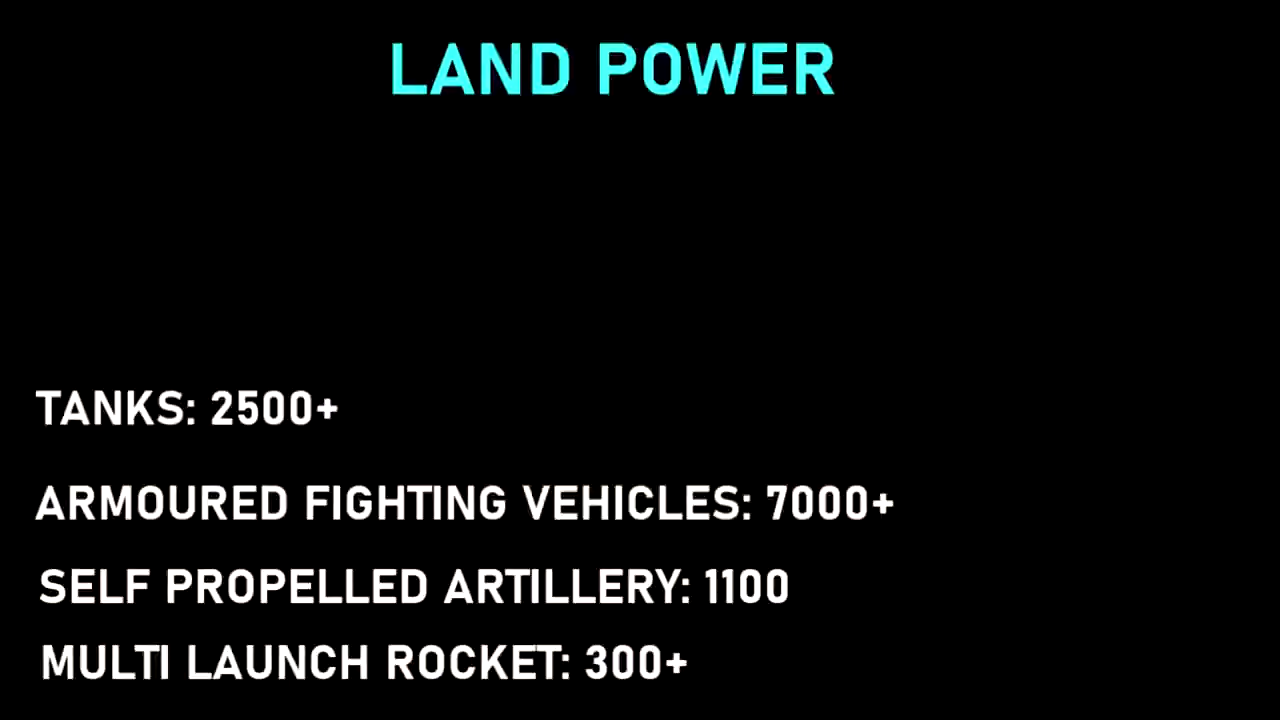 LAND POWER
TANKS: 2500+
ARMOURED FIGHTING VEHICLES: 7000+
SELF PROPELLED ARTILLERY: 1100
MULTI LAUNCH ROCKET: 300+